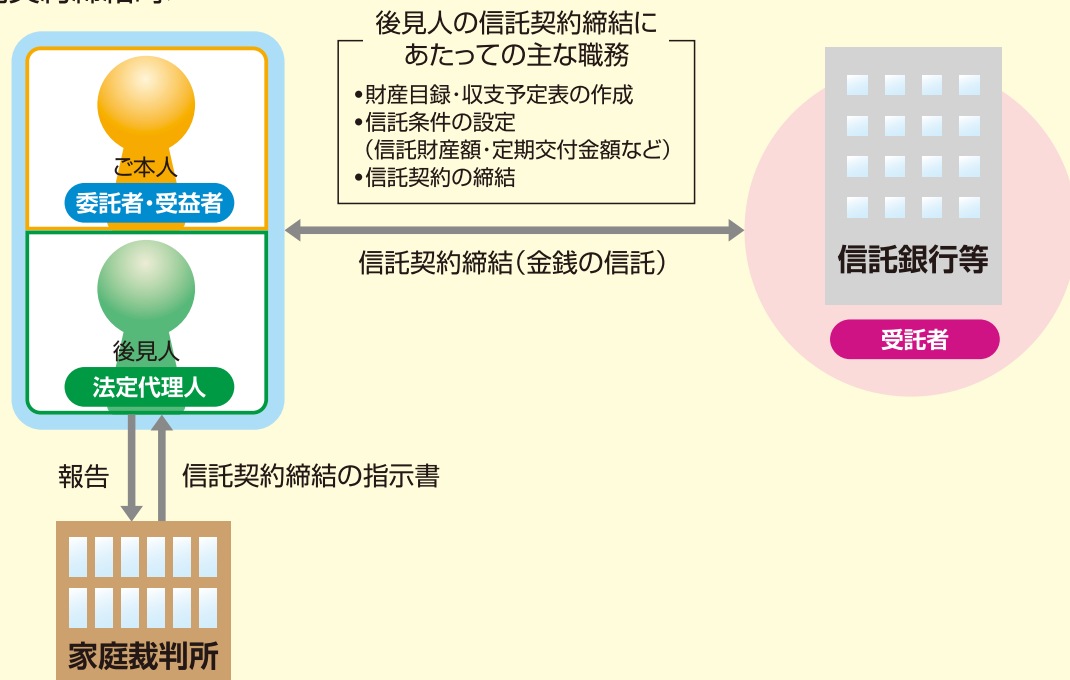 後見人の信託契約締結に
あたっての主な職務
•財産目録・収支予定表の作成
•信託条件の設定
（信託財産額・定期交付金額など）
•信託契約の締結
ご本人
委託者・受益者
後見人
法定代理人
信託契約締結（金銭の信託）
信託銀行等
受託者
報告
信託契約締結の指示書
家庭裁判所